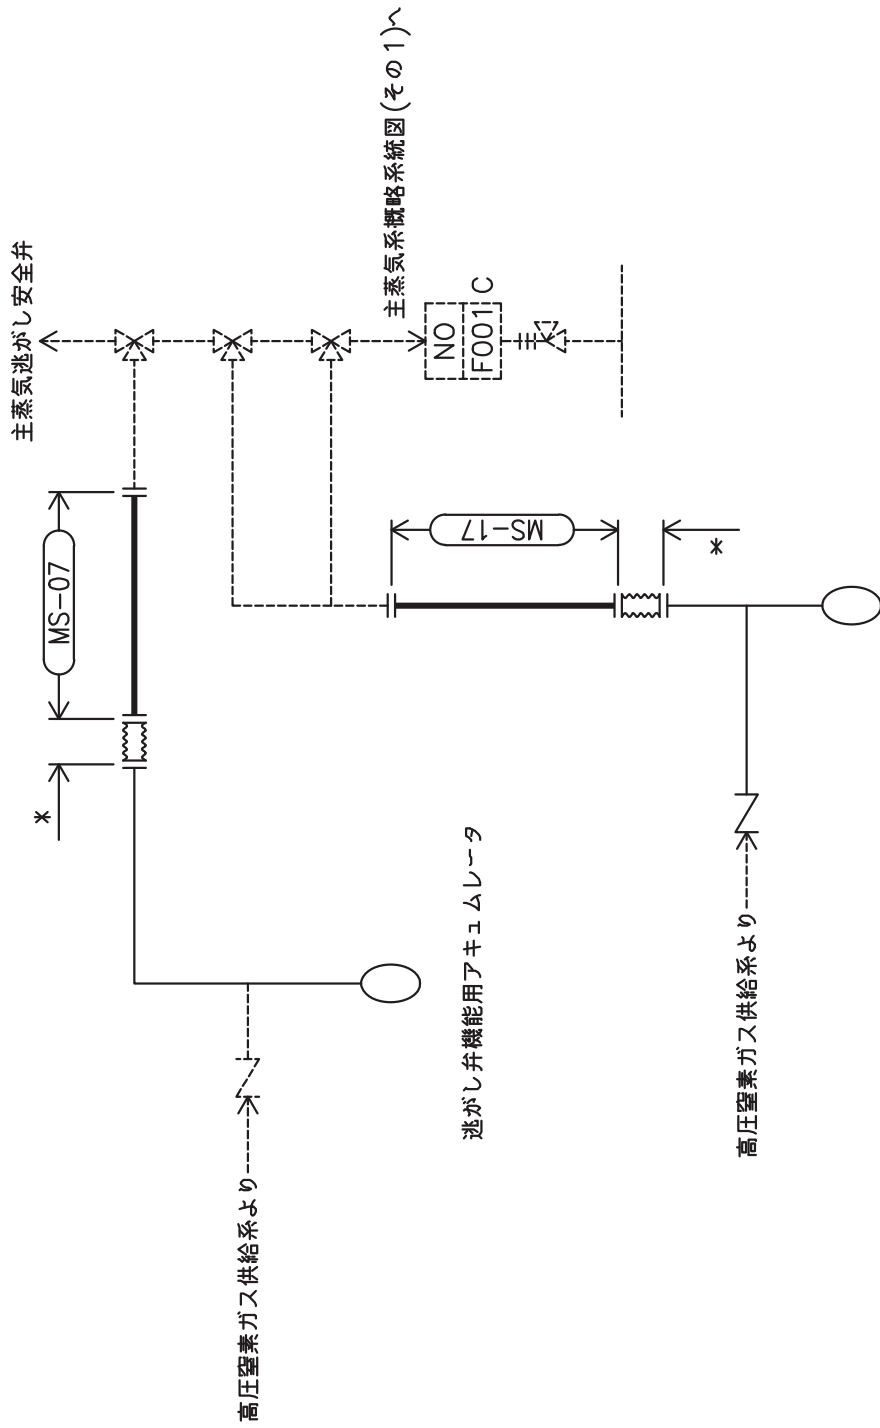 主蒸気逃がし安全弁
主蒸気系概略系統図(その1)へ
NO
F001 C
MS-07
*
MS-17
*
逃がし弁機能用アキュムレータ
高圧窒素ガス供給系より
高圧窒素ガス供給系より